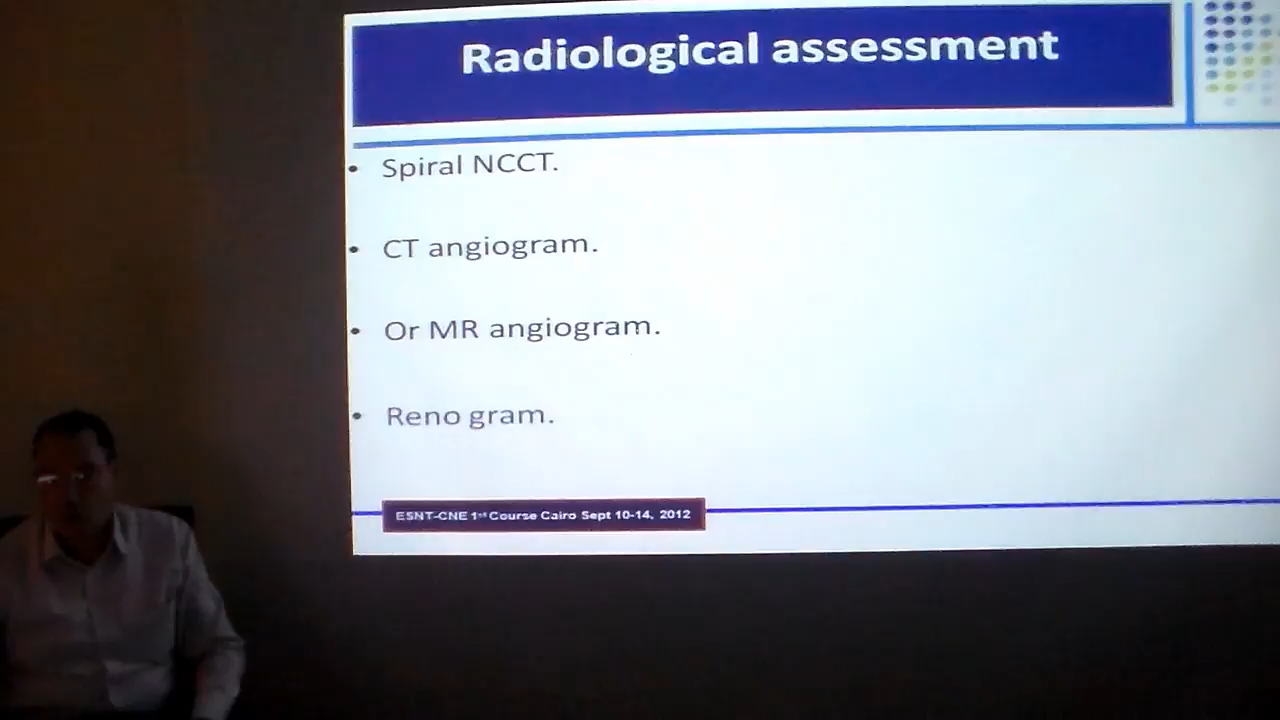 Radiological assessment
• Spiral NCCT.
• CT angiogram.
• Or MR angiogram.
• Reno gram.
ESNT-CNE 1st Course Cairo Sept 10-14, 2012